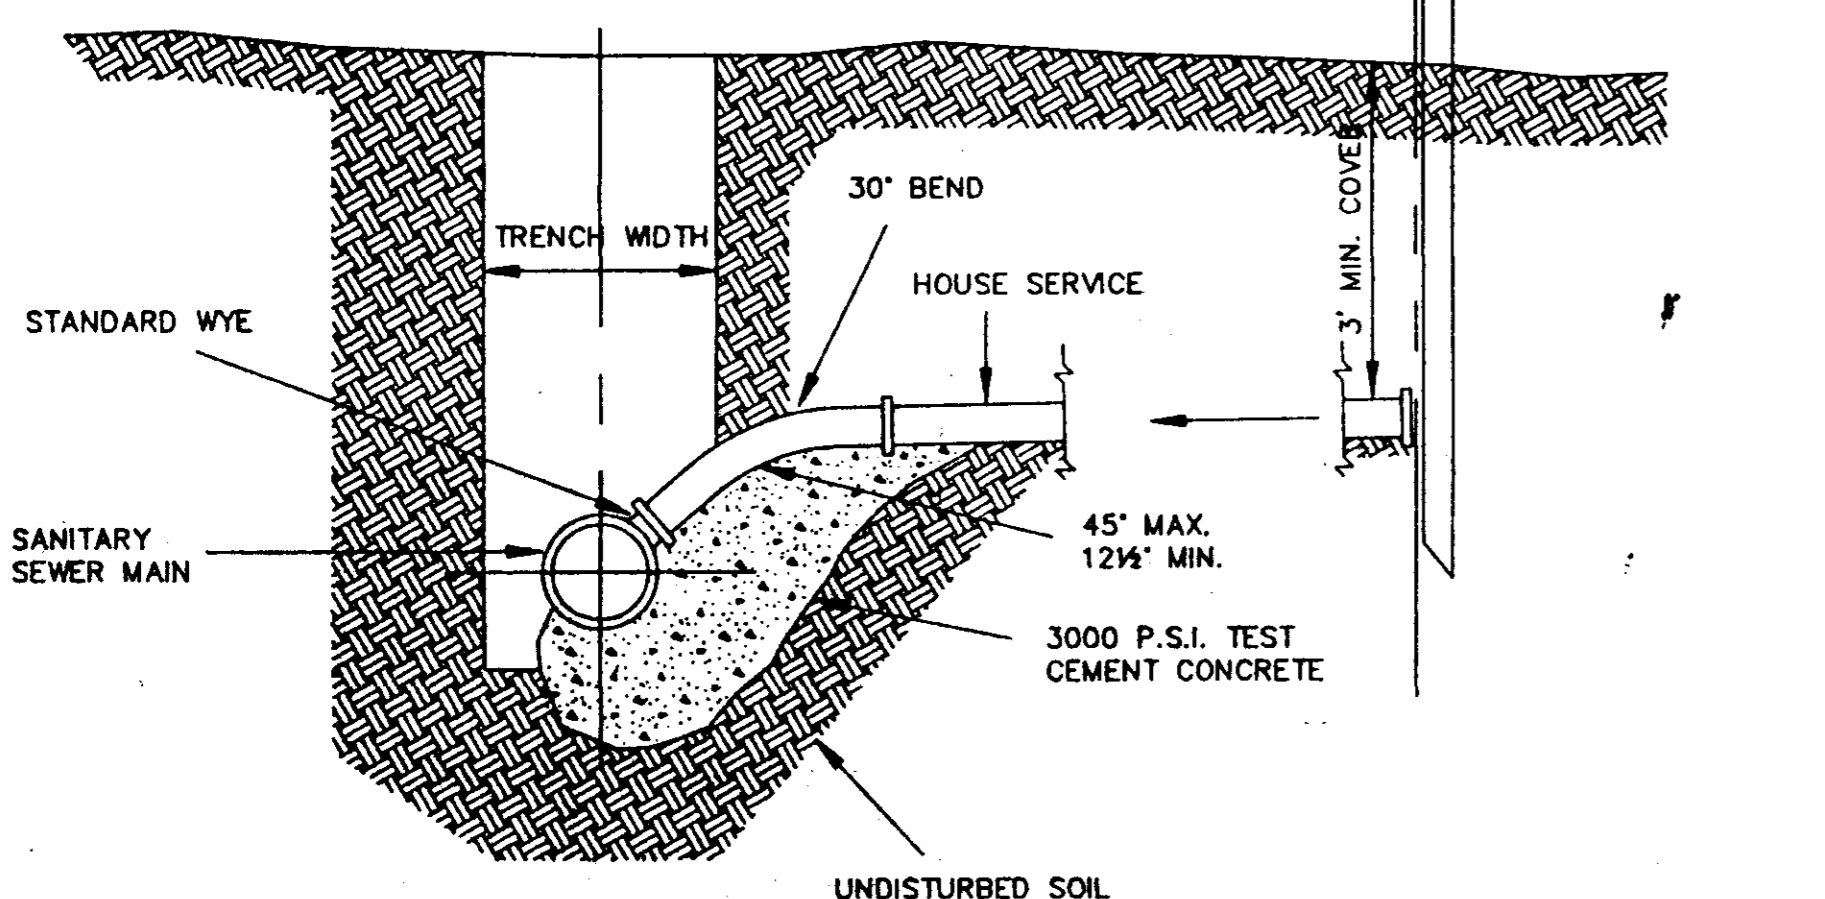 30° BEND
TRENCH WIDTH
HOUSE SERVICE
3' MIN. COVER
STANDARD WYE
SANITARY
SEWER MAIN
45° MAX.
12½° MIN.
3000 P.S.I. TEST
CEMENT CONCRETE
UNDISTURBED SOIL